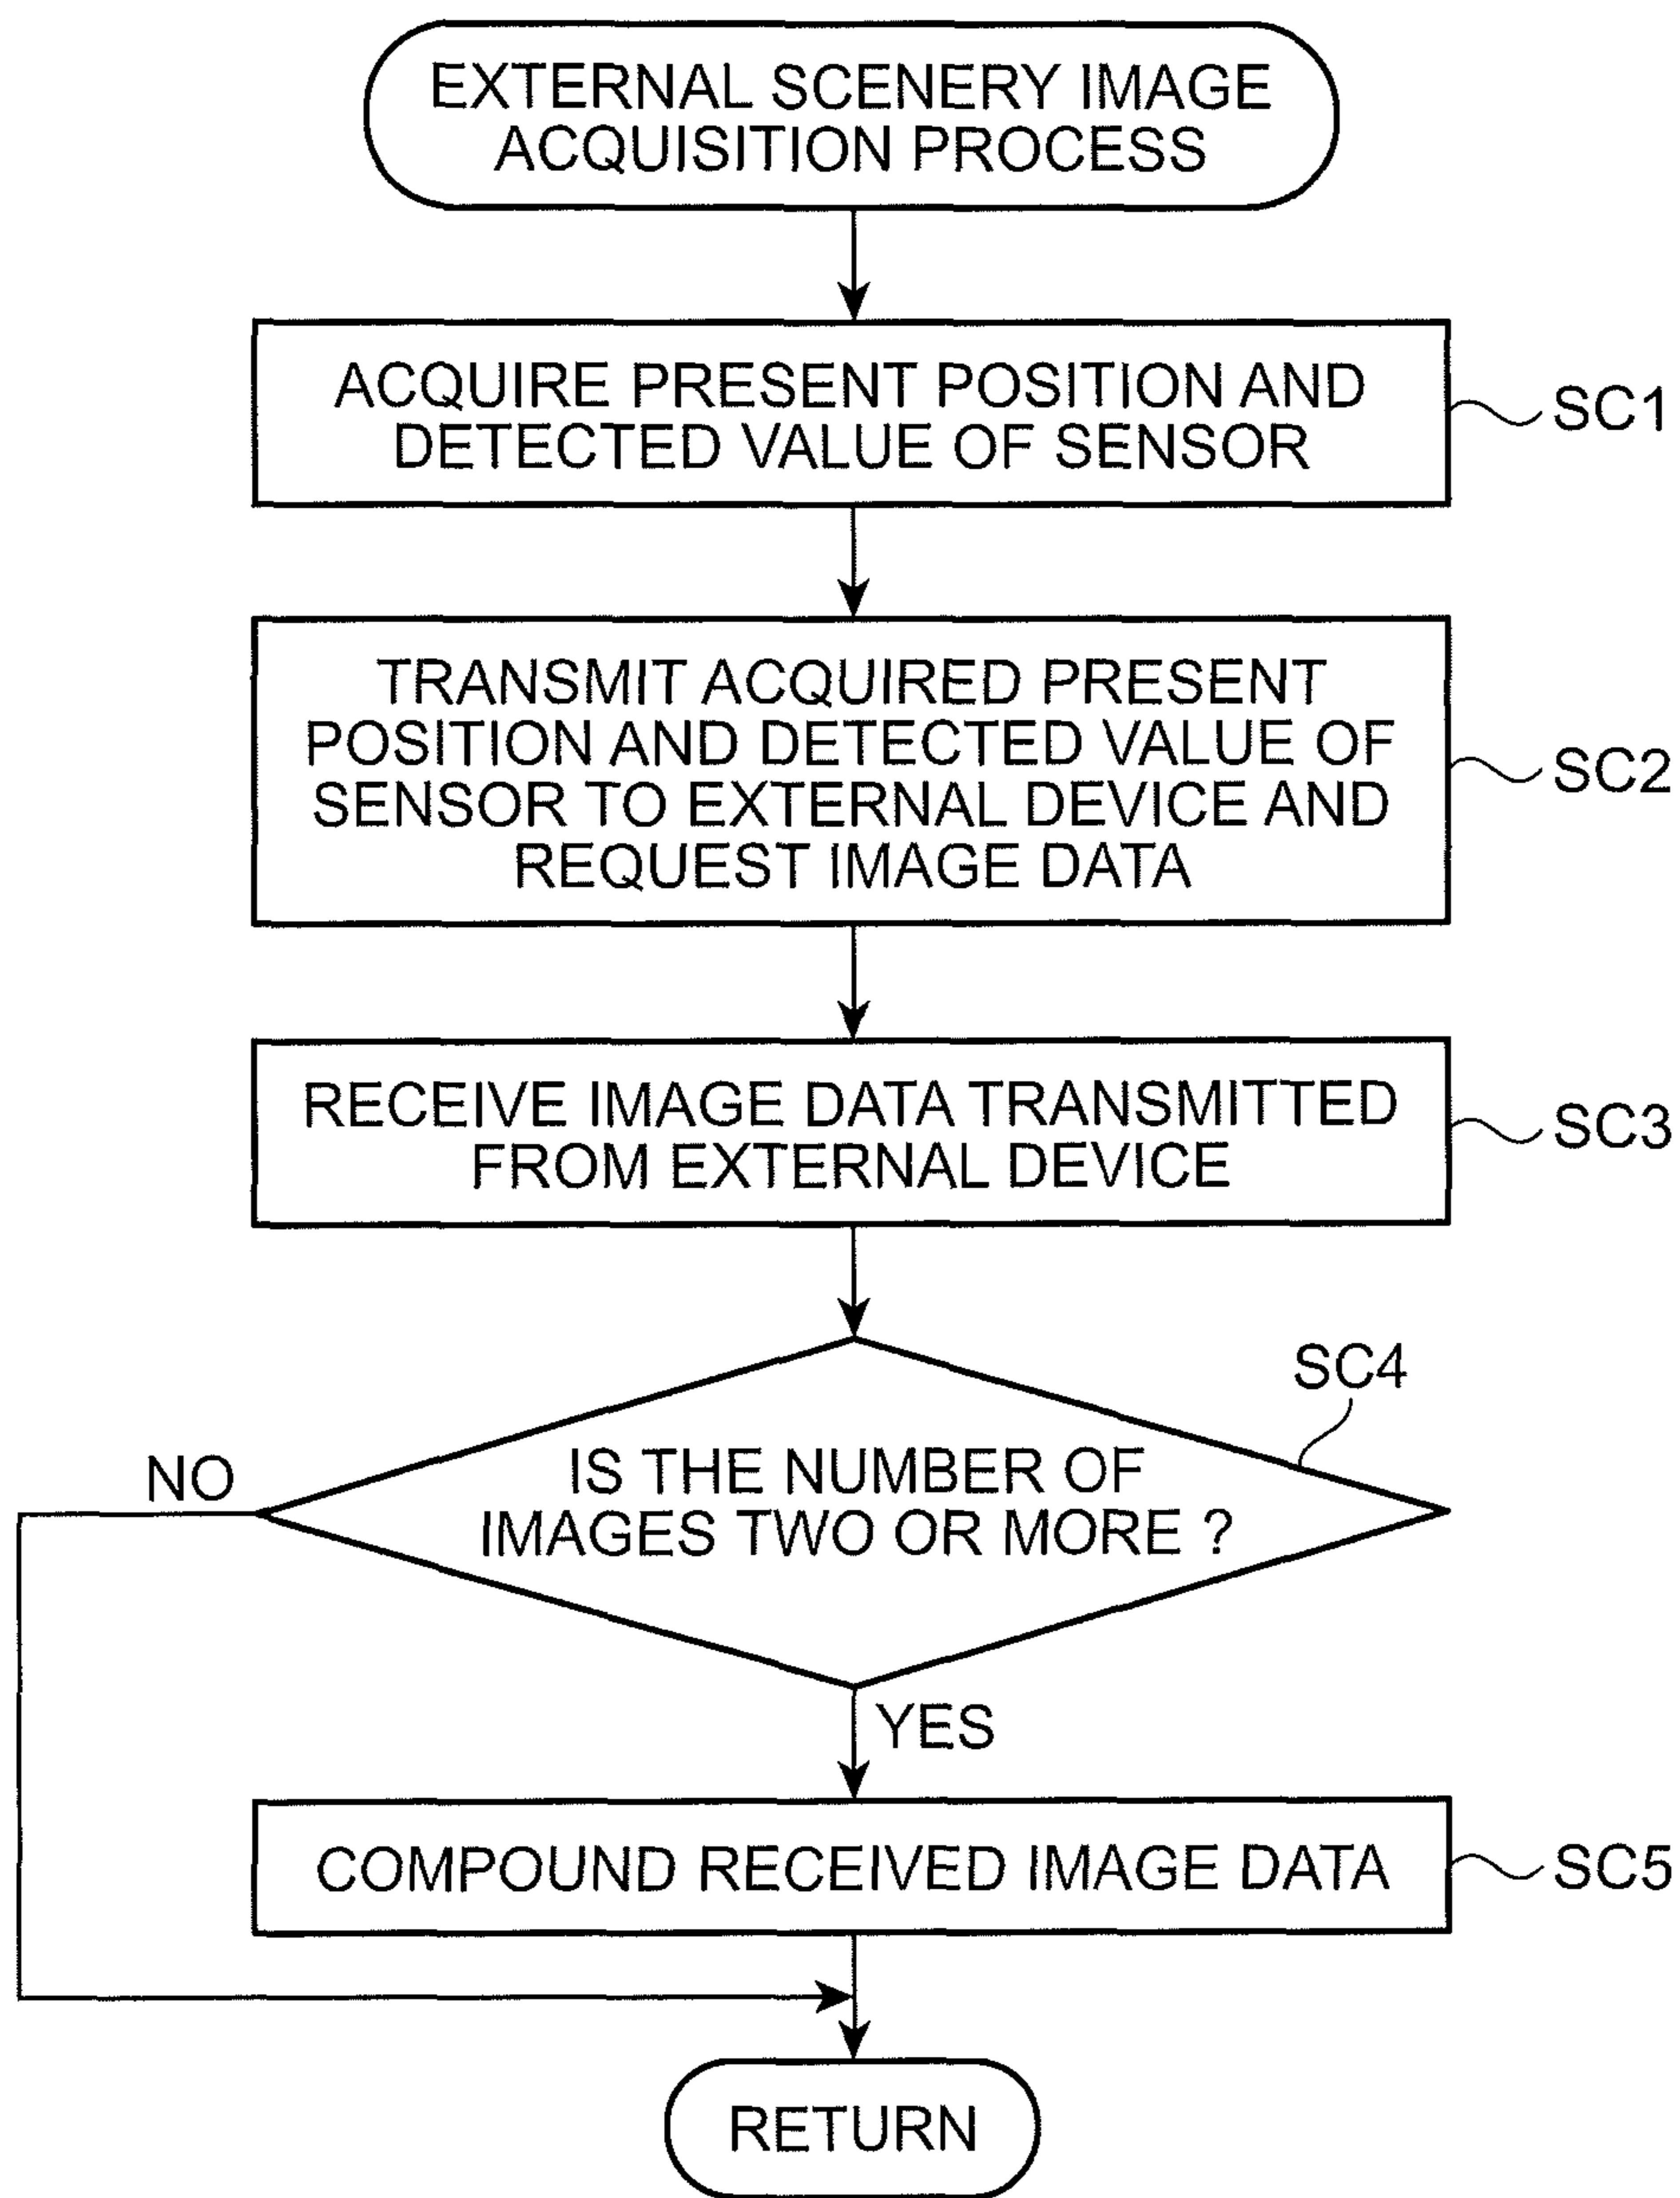 EXTERNAL SCENERY IMAGE
ACQUISITION PROCESS
ACQUIRE PRESENT POSITION AND
DETECTED VALUE OF SENSOR
SC1
TRANSMIT ACQUIRED PRESENT
POSITION AND DETECTED VALUE OF
SENSOR TO EXTERNAL DEVICE AND
REQUEST IMAGE DATA
SC2
RECEIVE IMAGE DATA TRANSMITTED
FROM EXTERNAL DEVICE
SC3
SC4
IS THE NUMBER OF
IMAGES TWO OR MORE ?
NO
YES
COMPOUND RECEIVED IMAGE DATA
SC5
RETURN